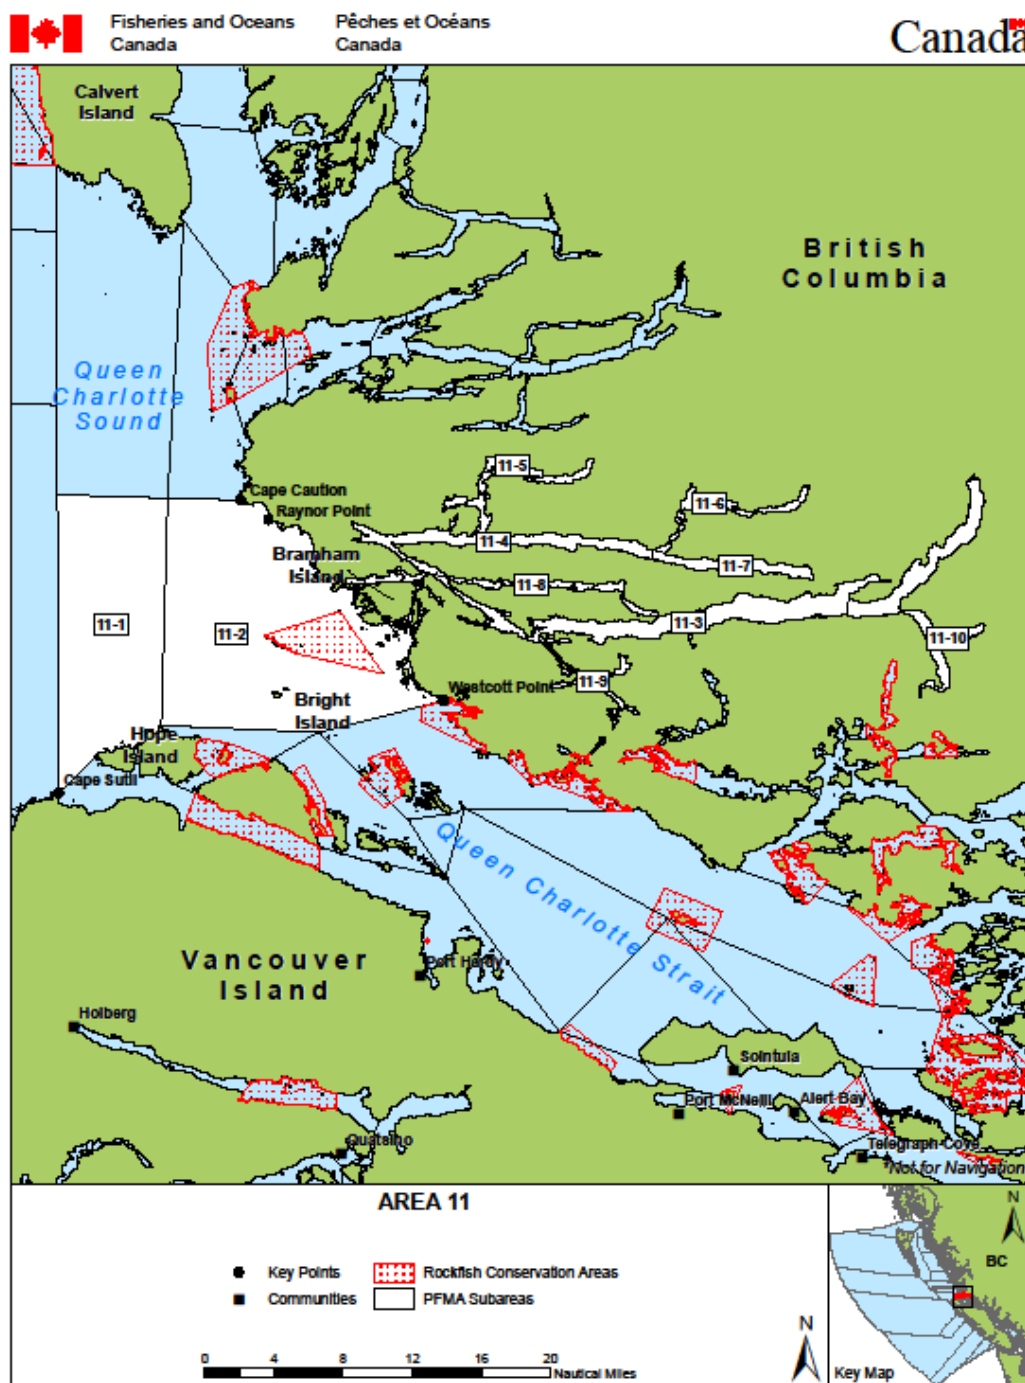 Fisheries and Oceans
Canada
Pêches et Océans
Canada
Canada
Calvert
Island
British
Columbia
Queen
Charlotte
Sound
11-5
11-6
Cape Caution
Raynor Point
11-4
Bramham
Island
11-7
11-8
11-1
11-2
11-3
11-10
11-9
Westcott Point
Bright
Island
Hope
Island
Cape Sutil
Queen Charlotte Strait
Vancouver
Island
Port Hardy
Holberg
Sointula
Port McNeill
Alert Bay
Quatsino
Telegraph Cove
*Not for Navigation
AREA 11
Key Points
Rockfish Conservation Areas
Communities
PFMA Subareas
0 4 8 12 16 20
Nautical Miles
N
N
BC
Key Map